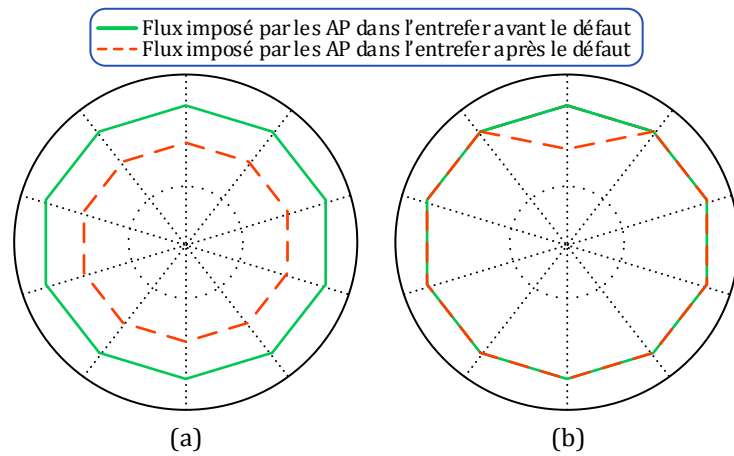 Flux imposé par les AP dans l'entrefer avant le défaut
Flux imposé par les AP dans l'entrefer après le défaut
(a)
(b)